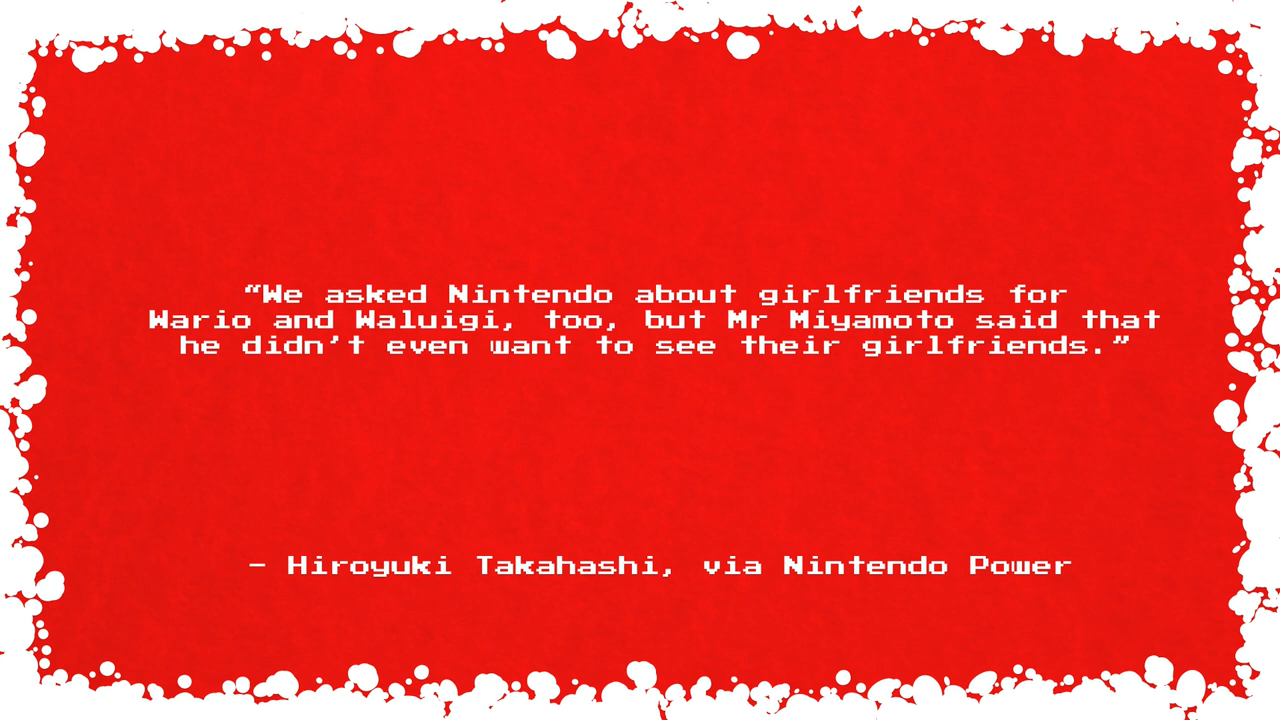 “We asked Nintendo about girlfriends for
Wario and Waluigi, too, but Mr Miyamoto said that
he didn’t even want to see their girlfriends.”
– Hiroyuki Takahashi, via Nintendo Power